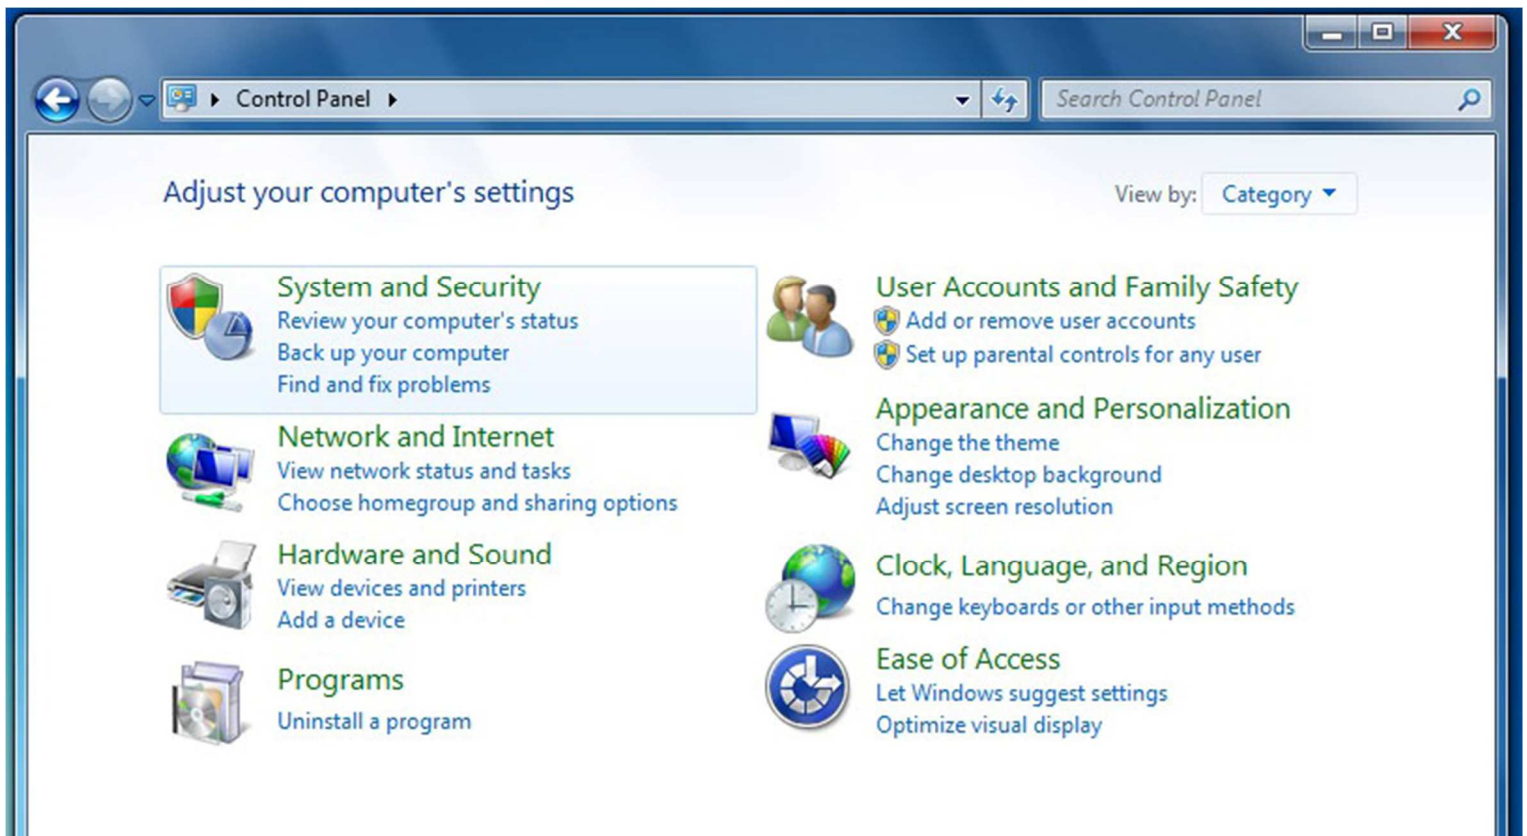 Control Panel
Search Control Panel
Adjust your computer's settings
View by: Category
System and Security
Review your computer's status
Back up your computer
Find and fix problems
Network and Internet
View network status and tasks
Choose homegroup and sharing options
Hardware and Sound
View devices and printers
Add a device
Programs
Uninstall a program
User Accounts and Family Safety
Add or remove user accounts
Set up parental controls for any user
Appearance and Personalization
Change the theme
Change desktop background
Adjust screen resolution
Clock, Language, and Region
Change keyboards or other input methods
Ease of Access
Let Windows suggest settings
Optimize visual display